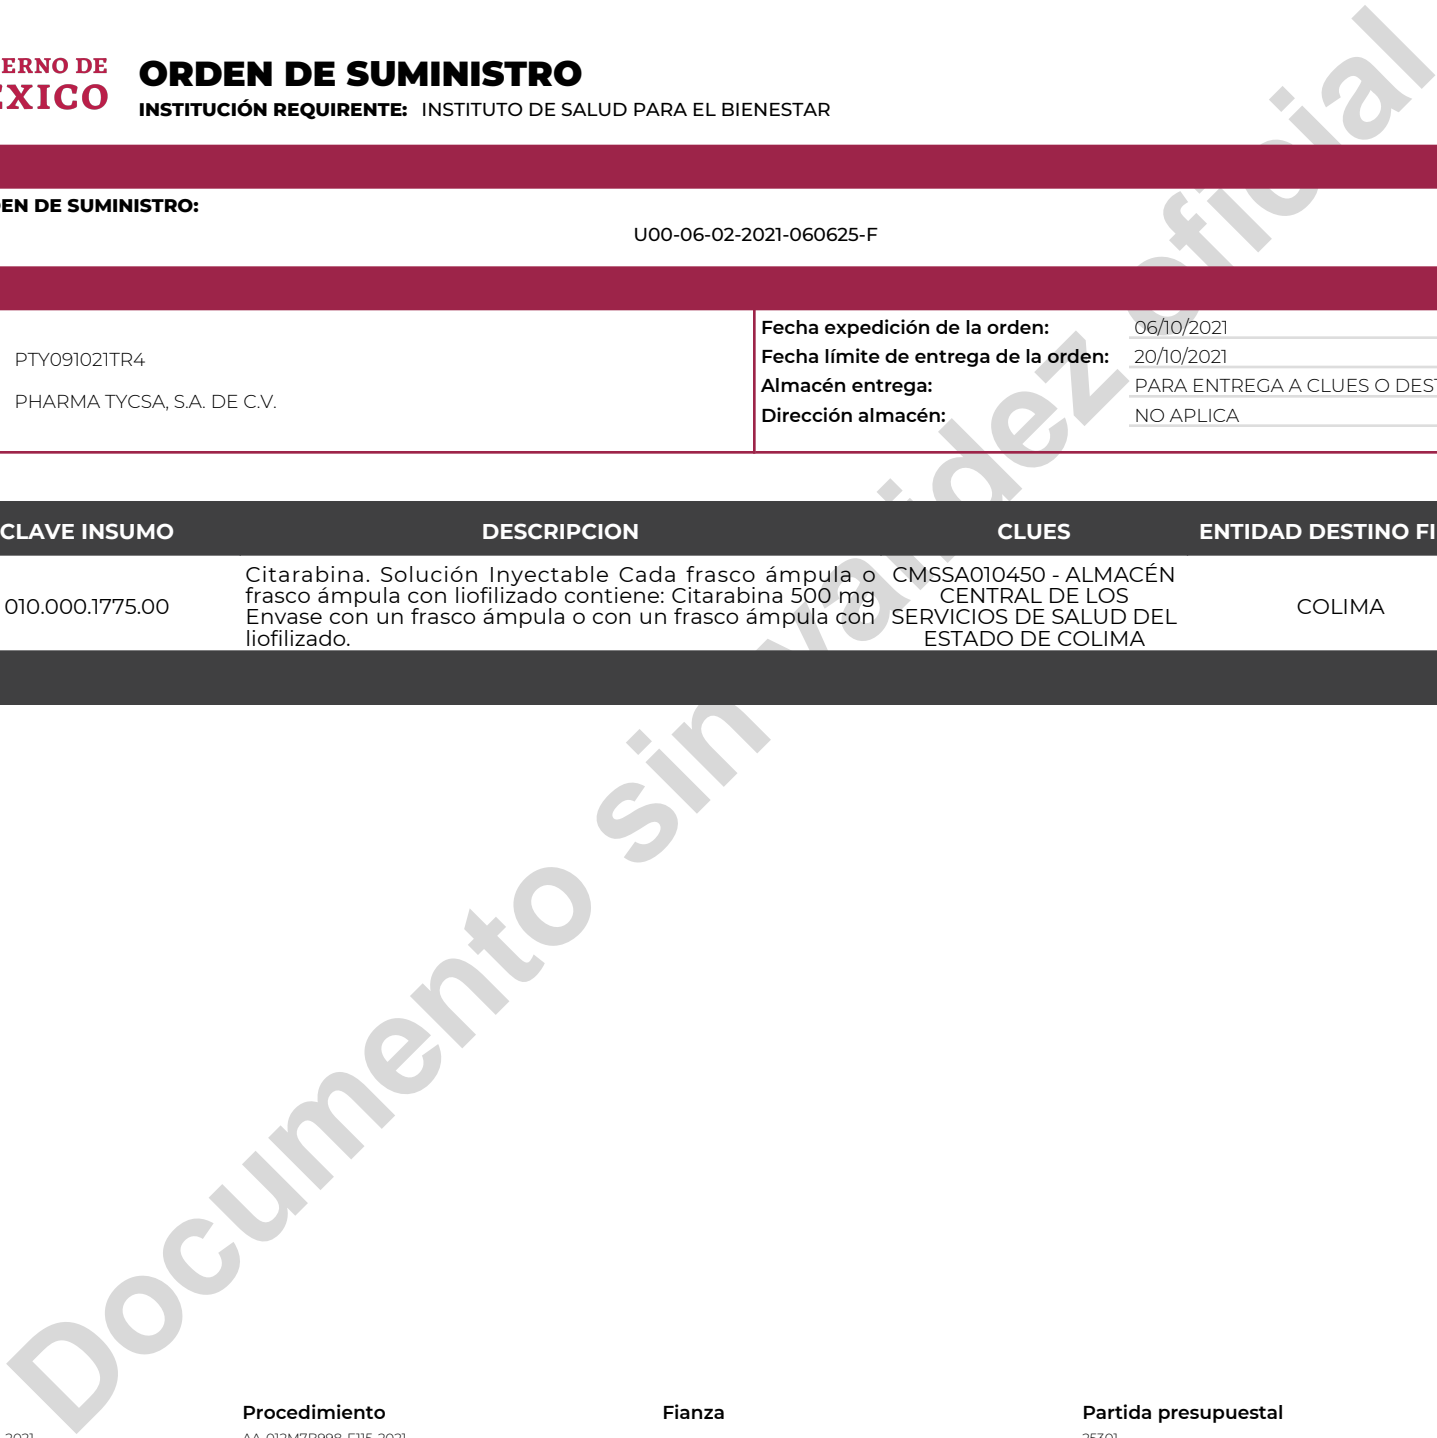 ERNO DE
EXICO
ORDEN DE SUMINISTRO
INSTITUCIÓN REQUIRENTE: INSTITUTO DE SALUD PARA EL BIENESTAR
EN DE SUMINISTRO:
U00-06-02-2021-060625-F
PTY091021TR4
PHARMA TYCSA, S.A. DE C.V.
Fecha expedición de la orden: 06/10/2021
Fecha límite de entrega de la orden: 20/10/2021
Almacén entrega: PARA ENTREGA A CLUES O DEST
Dirección almacén: NO APLICA
CLAVE INSUMO DESCRIPCION CLUES ENTIDAD DESTINO FI
010.000.1775.00
Citarabina. Solución Inyectable Cada frasco ámpula o
frasco ámpula con liofilizado contiene: Citarabina 500 mg
Envase con un frasco ámpula o con un frasco ámpula con
liofilizado.
CMSSA010450 - ALMACÉN
CENTRAL DE LOS
SERVICIOS DE SALUD DEL
ESTADO DE COLIMA
COLIMA
Documento sin validez oficial
Procedimiento Fianza Partida presupuestal